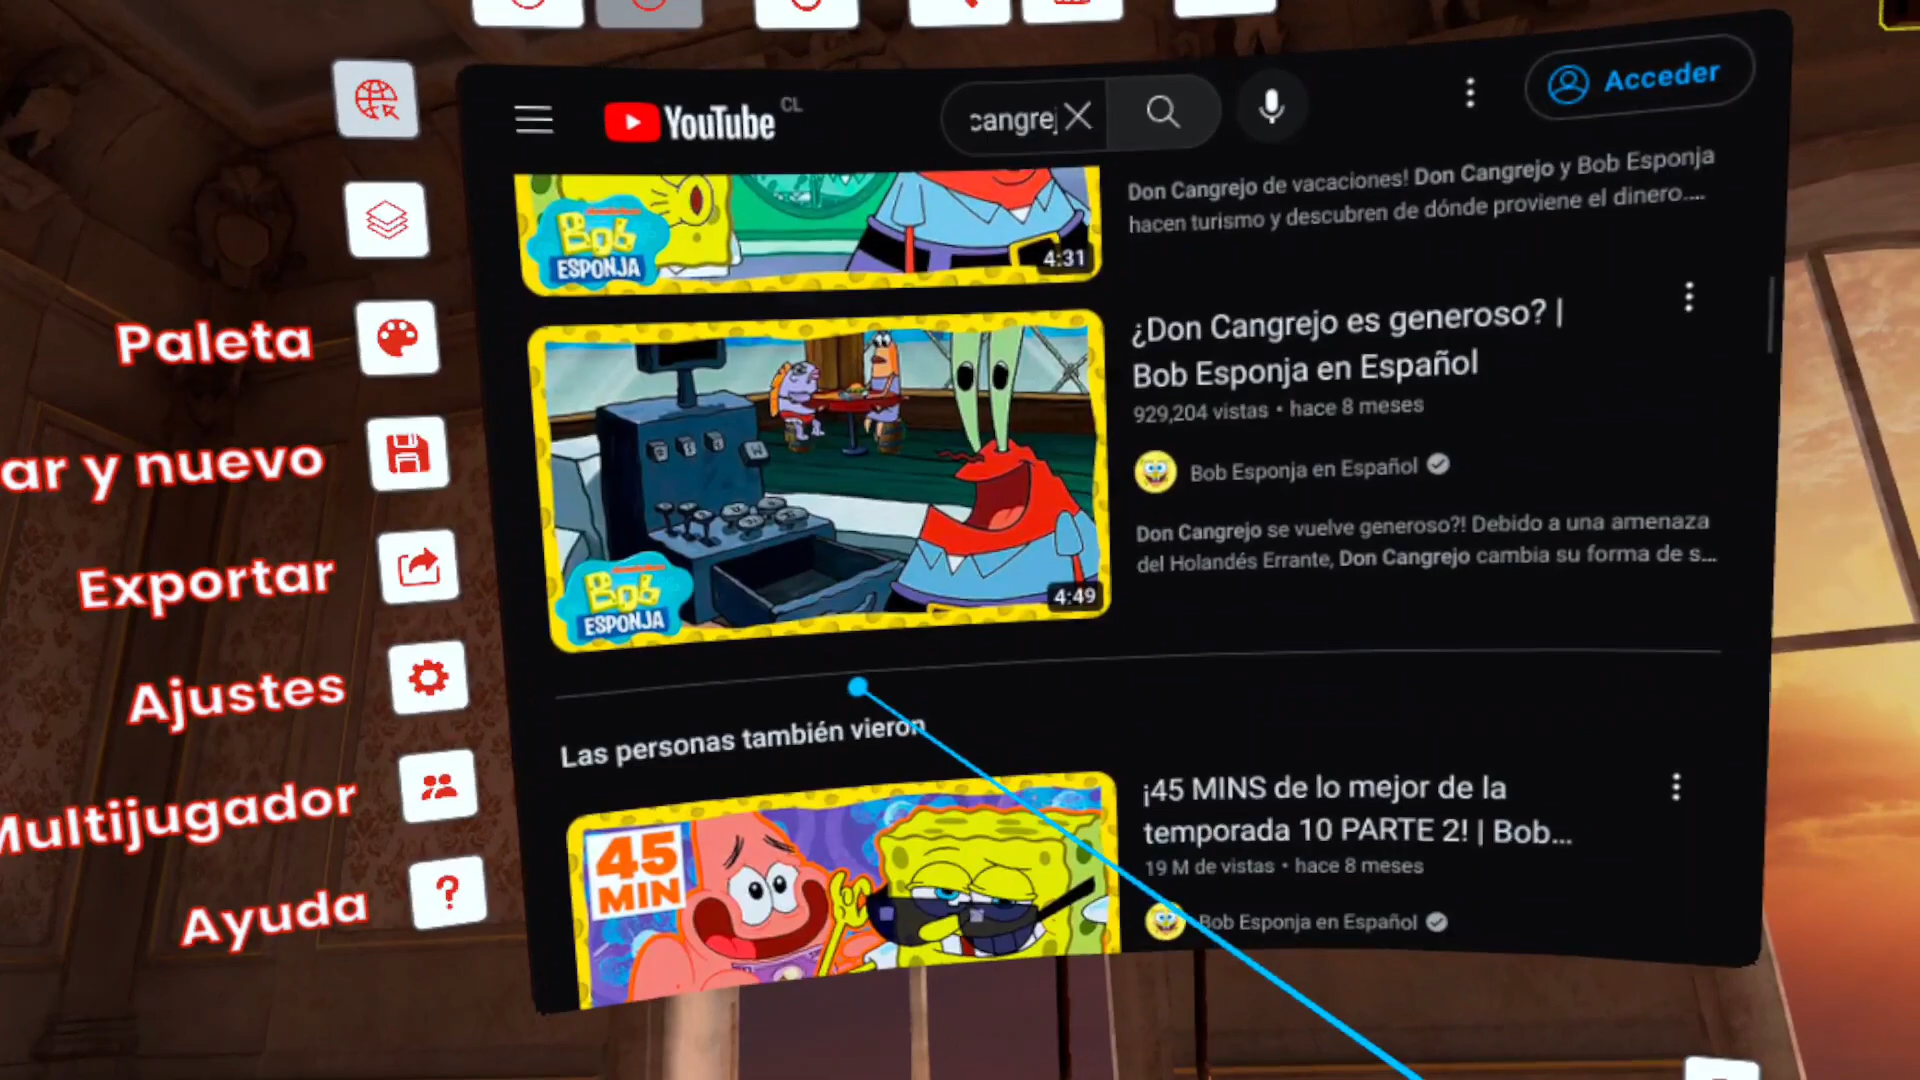 YouTube CL
cangrej
Acceder
Don Cangrejo de vacaciones! Don Cangrejo y Bob Esponja
hacen turismo y descubren de dónde proviene el dinero....
Bob
ESPONJA
4:31
¿Don Cangrejo es generoso? |
Bob Esponja en Español
929,204 vistas • hace 8 meses
Bob Esponja en Español
Don Cangrejo se vuelve generoso?! Debido a una amenaza
del Holandés Errante, Don Cangrejo cambia su forma de s...
Bob
ESPONJA
4:49
Las personas también vieron
45
MIN
¡45 MINS de lo mejor de la
temporada 10 PARTE 2! | Bob...
19 M de vistas • hace 8 meses
Bob Esponja en Español
Paleta
ar y nuevo
Exportar
Ajustes
Multijugador
Ayuda
?